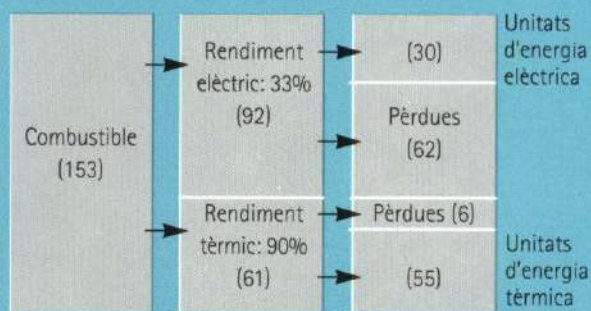 Combustible
(153)
Rendiment
elèctric: 33%
(92)
Rendiment
tèrmic: 90%
(61)
(30)
Pèrdues
(62)
Pèrdues (6)
(55)
Unitats
d'energia
elèctrica
Unitats
d'energia
tèrmica